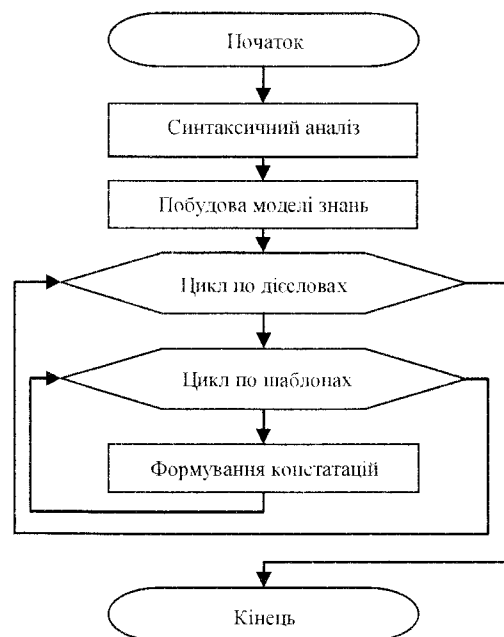 Початок
Синтаксичний аналіз
Побудова моделі знань
Цикл по дієсловах
Цикл по шаблонах
Формування констатацій
Кінець